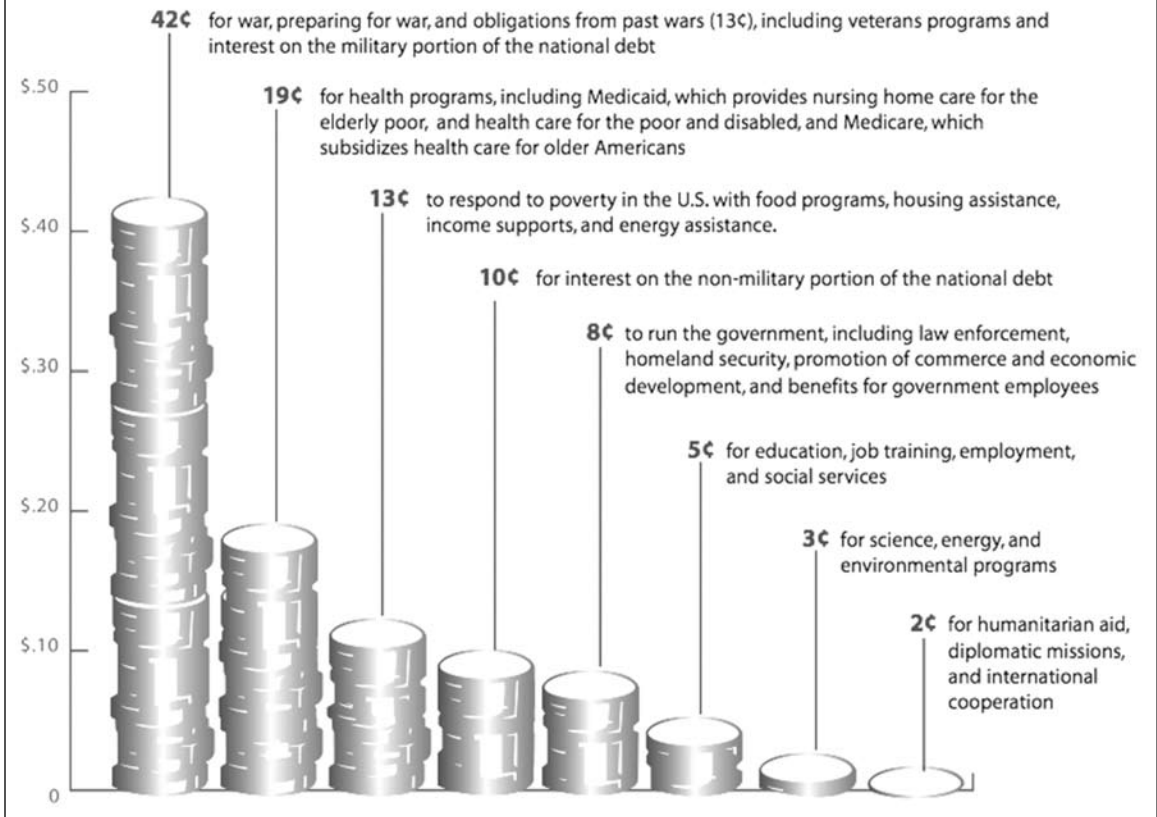 42¢ for war, preparing for war, and obligations from past wars (13¢), including veterans programs and
interest on the military portion of the national debt
$.50
19¢ for health programs, including Medicaid, which provides nursing home care for the
elderly poor, and health care for the poor and disabled, and Medicare, which
subsidizes health care for older Americans
13¢ to respond to poverty in the U.S. with food programs, housing assistance,
income supports, and energy assistance.
$.40
10¢ for interest on the non-military portion of the national debt
8¢ to run the government, including law enforcement,
homeland security, promotion of commerce and economic
development, and benefits for government employees
$.30
5¢ for education, job training, employment,
and social services
$.20
3¢ for science, energy, and
environmental programs
2¢ for humanitarian aid,
diplomatic missions,
and international
cooperation
$.10
0